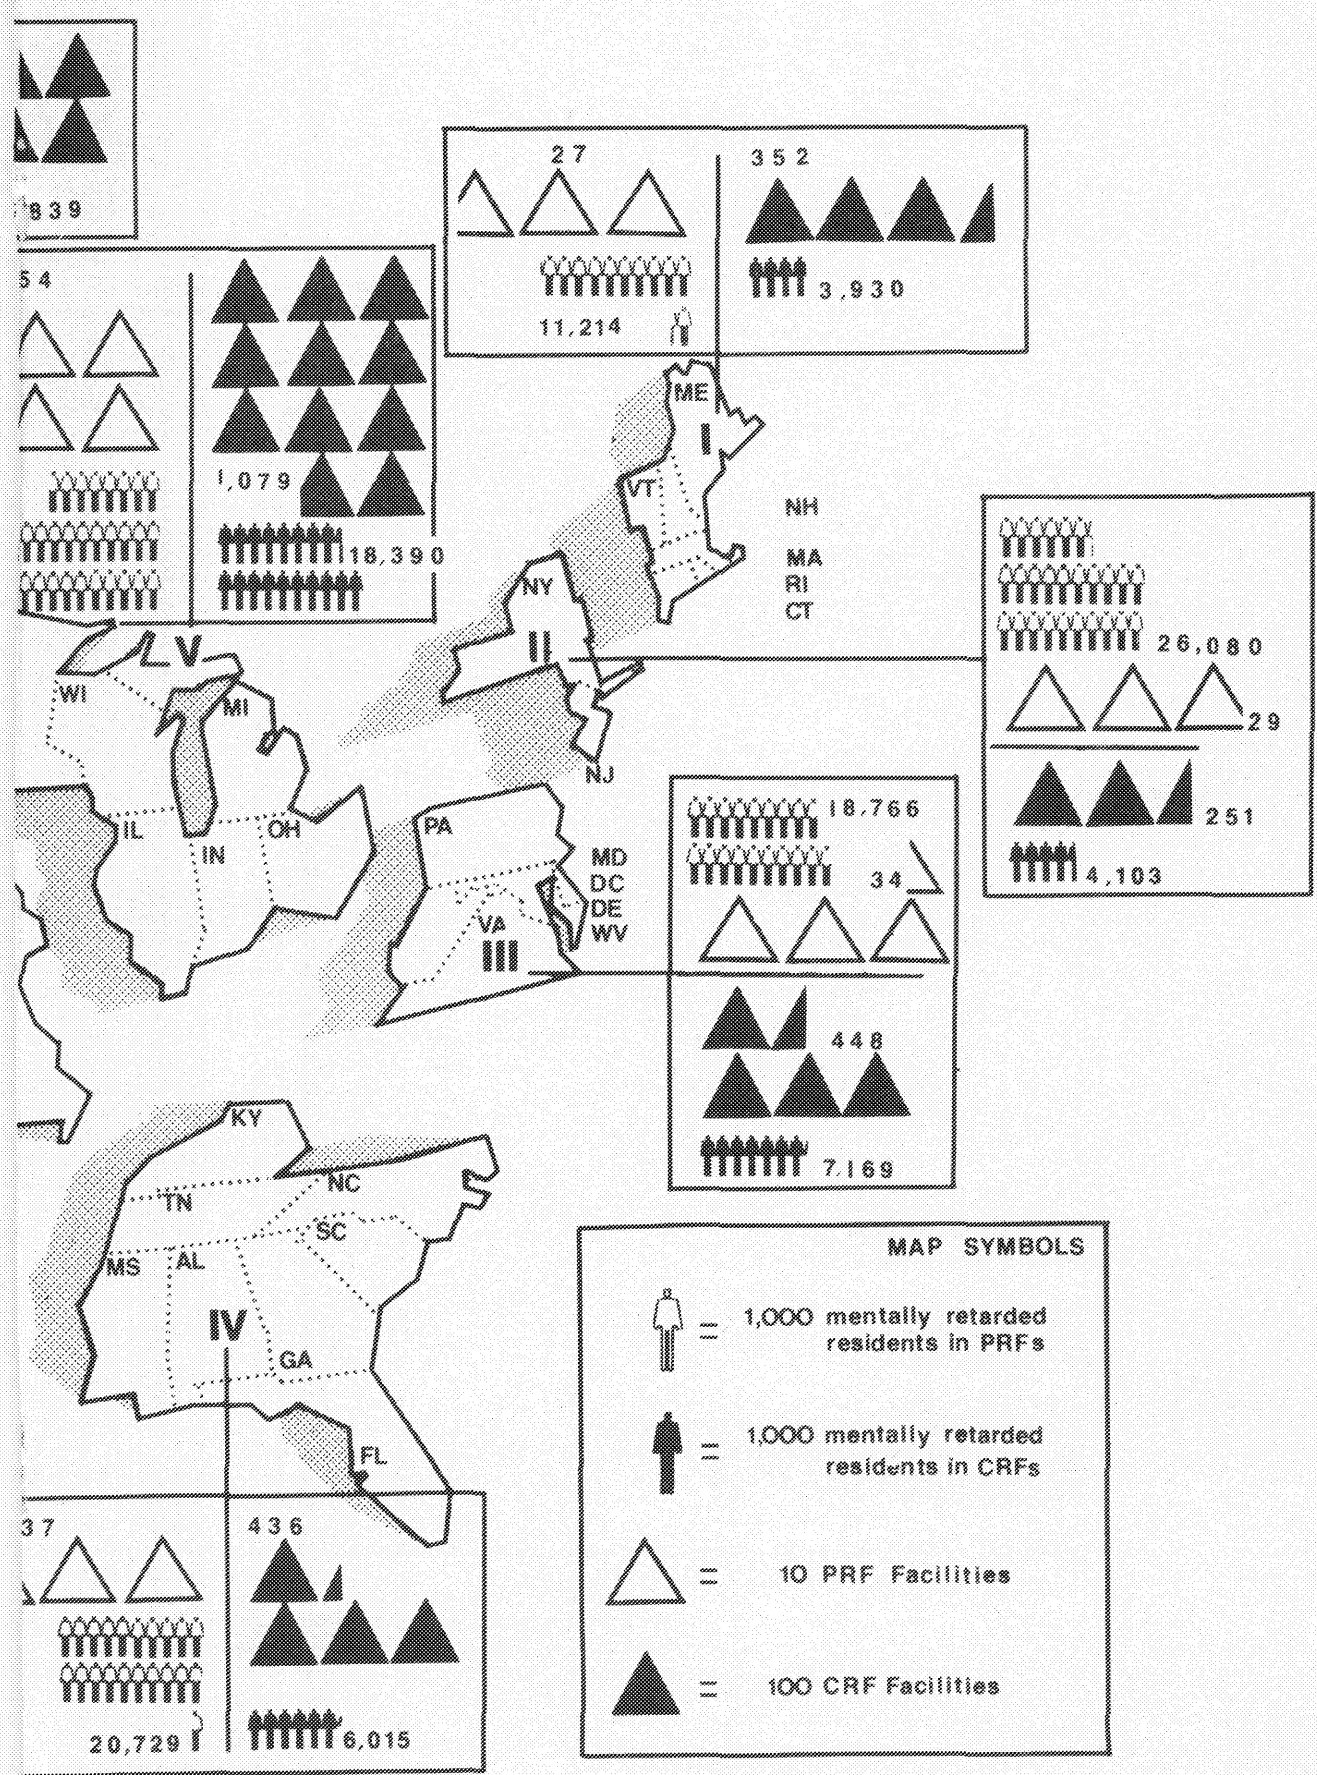 839
27
352
3,930
11,214
54
1,079
18,390
ME
I
VT
NH
MA
RI
CT
NY
II
NJ
26,080
29
251
4,103
V
WI
MI
IL
IN
OH
PA
MD
DC
DE
WV
VA
III
18,766
34
448
7,169
KY
TN
NC
SC
MS
AL
IV
GA
FL
37
436
20,729
6,015
MAP SYMBOLS
= 1,000 mentally retarded
residents in PRFs
= 1,000 mentally retarded
residents in CRFs
= 10 PRF Facilities
= 100 CRF Facilities